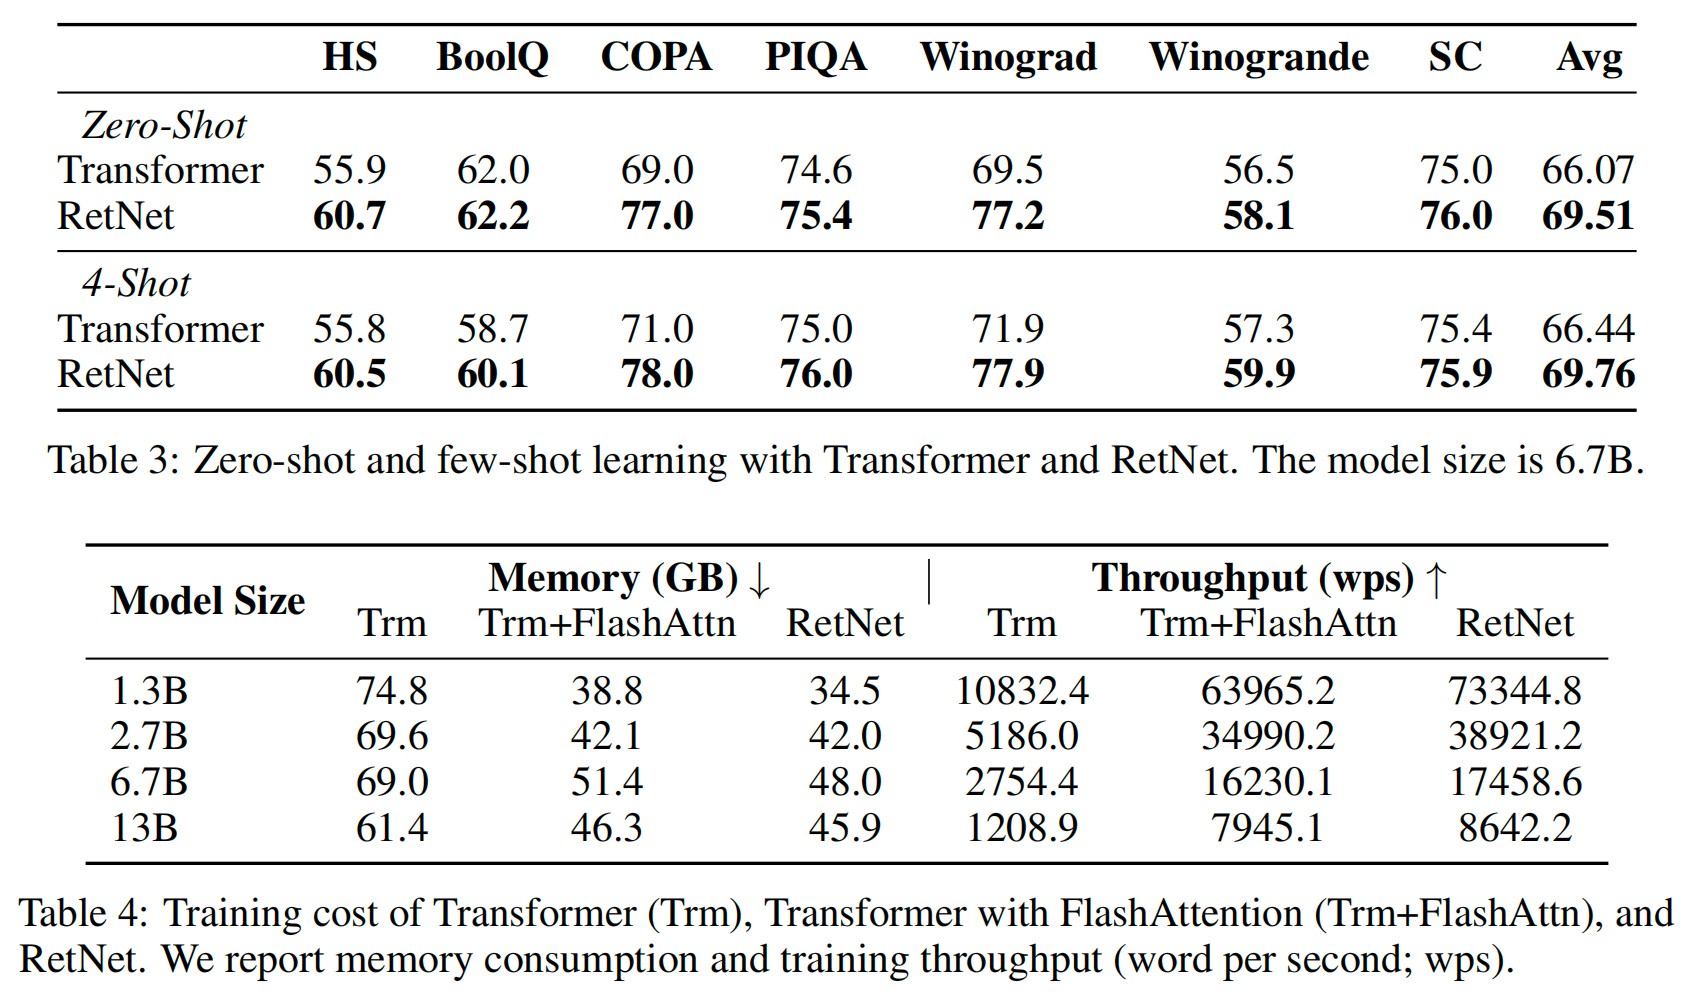 HS BoolQ COPA PIQA Winograd Winogrande SC Avg
Zero-Shot
Transformer 55.9 62.0 69.0 74.6 69.5 56.5 75.0 66.07
RetNet 60.7 62.2 77.0 75.4 77.2 58.1 76.0 69.51
4-Shot
Transformer 55.8 58.7 71.0 75.0 71.9 57.3 75.4 66.44
RetNet 60.5 60.1 78.0 76.0 77.9 59.9 75.9 69.76
Table 3: Zero-shot and few-shot learning with Transformer and RetNet. The model size is 6.7B.
Model Size Memory (GB) ↓ Throughput (wps) ↑
Trm Trm+FlashAttn RetNet Trm Trm+FlashAttn RetNet
1.3B 74.8 38.8 34.5 10832.4 63965.2 73344.8
2.7B 69.6 42.1 42.0 5186.0 34990.2 38921.2
6.7B 69.0 51.4 48.0 2754.4 16230.1 17458.6
13B 61.4 46.3 45.9 1208.9 7945.1 8642.2
Table 4: Training cost of Transformer (Trm), Transformer with FlashAttention (Trm+FlashAttn), and
RetNet. We report memory consumption and training throughput (word per second; wps).